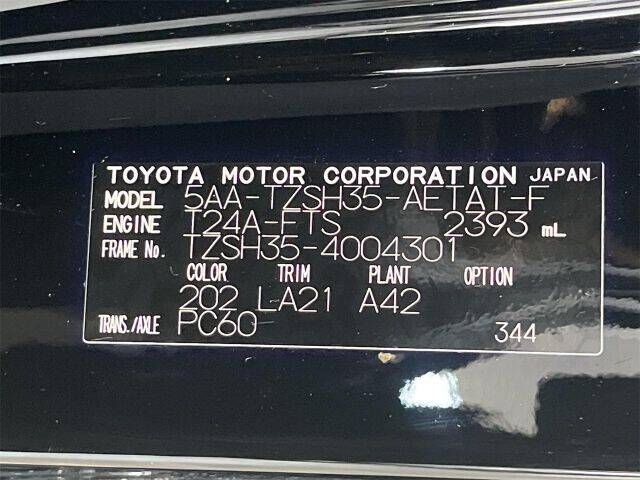 TOYOTA MOTOR CORPORATION JAPAN
MODEL 5AA-TZSH35-AETAT-F
ENGINE T24A-FTS 2393 mL
FRAME No. TZSH35-4004301
COLOR TRIM PLANT OPTION
202 LA21 A42
TRANS./AXLE PC60 344